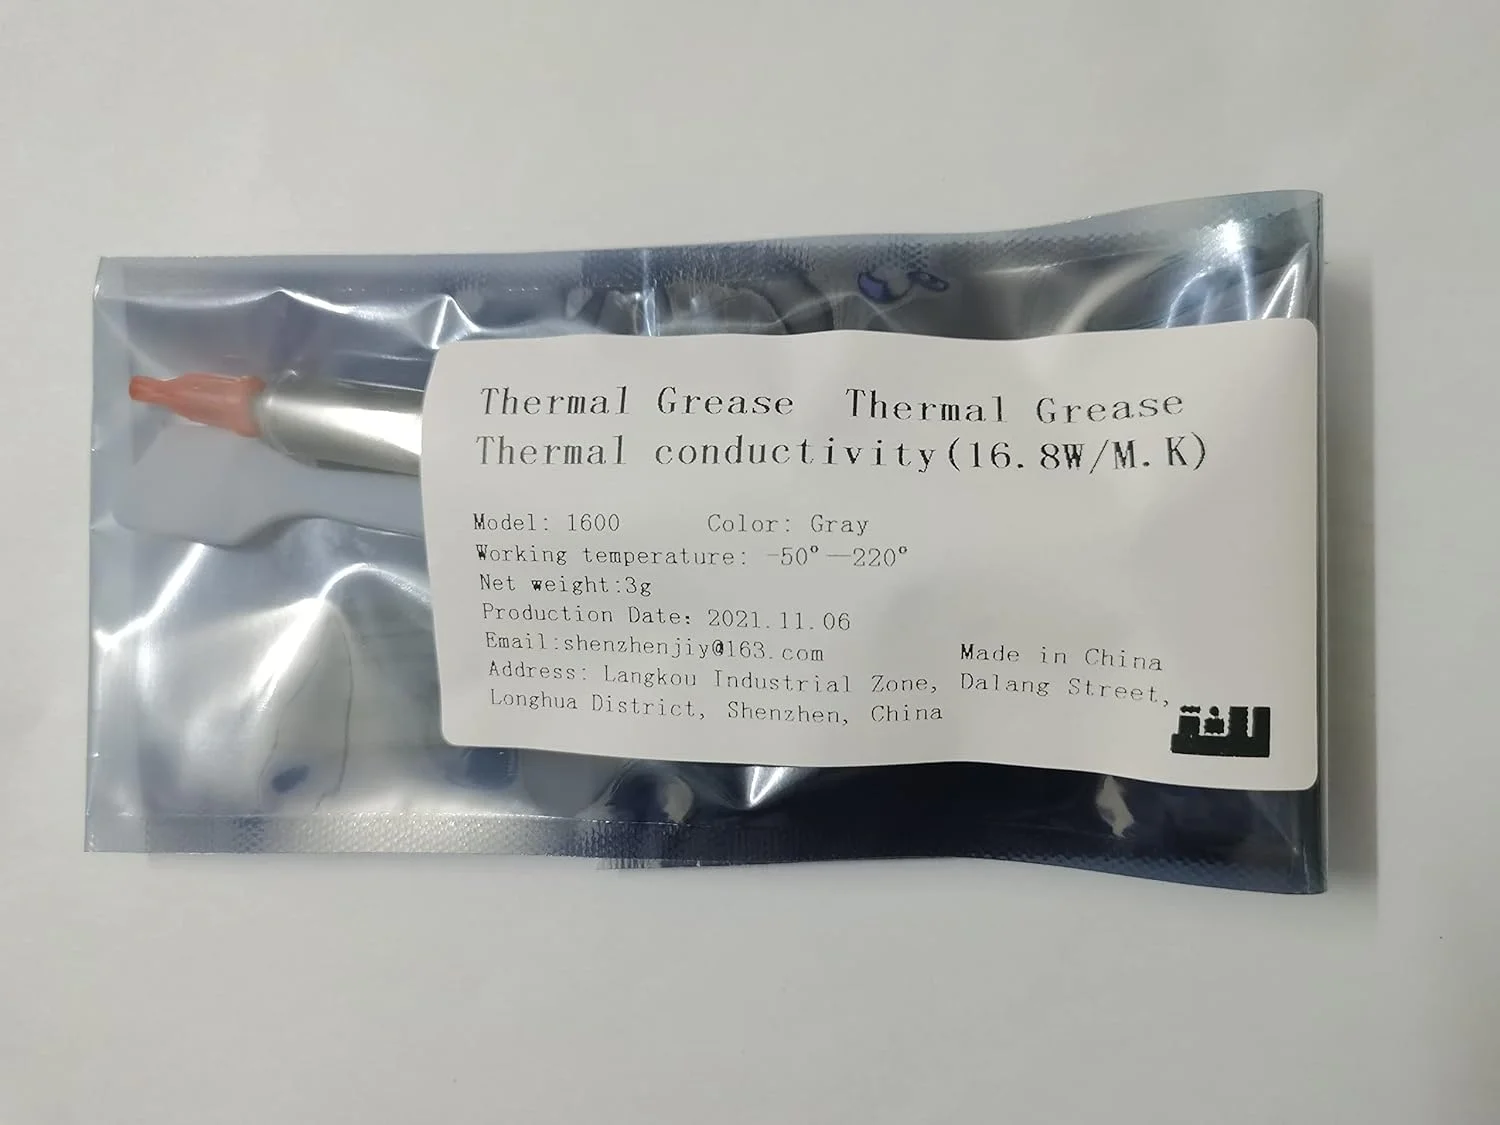 Thermal Grease Thermal Grease
Thermal conductivity(16.8W/M.K)
Model: 1600 Color: Gray
Working temperature: -50°—220°
Net weight:3g
Production Date: 2021.11.06
Email:shenzhenjiy@163.com Made in China
Address: Langkou Industrial Zone, Dalang Street,
Longhua District, Shenzhen, China